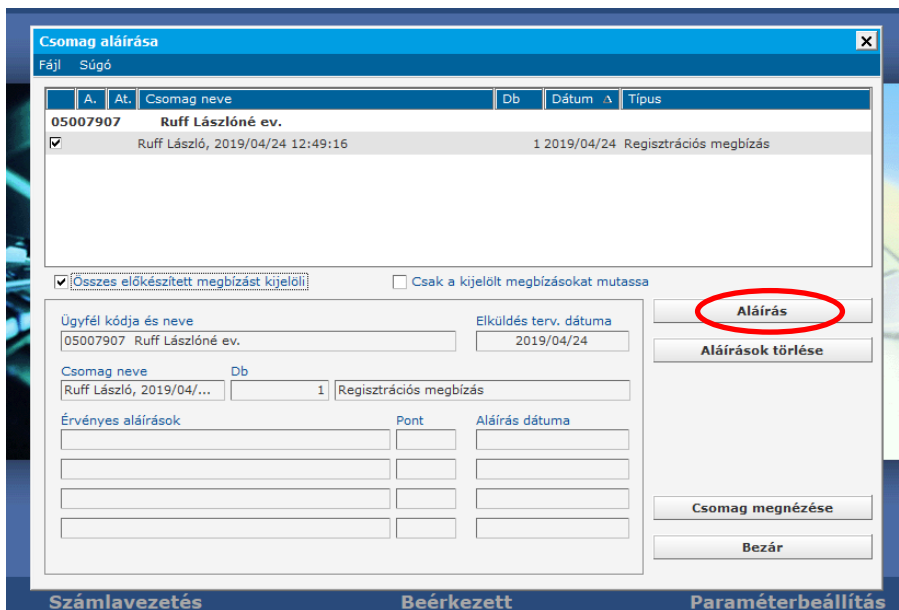 Csomag aláírása
Fájl Súgó
A. At. Csomag neve Db Dátum Típus
05007907 Ruff Lászlóné ev.
Ruff László, 2019/04/24 12:49:16 1 2019/04/24 Regisztrációs megbízás
Összes előkészített megbízást kijelöli Csak a kijelölt megbízásokat mutassa
Ügyfél kódja és neve Elküldés terv. dátuma Aláírás
05007907 Ruff Lászlóné ev. 2019/04/24
Aláírások törlése
Csomag neve Db
Ruff László, 2019/04/... 1 Regisztrációs megbízás
Érvényes aláírások Pont Aláírás dátuma
Csomag megnézése
Bezár
Számlavezetés Beérkezett Paraméterbeállítás